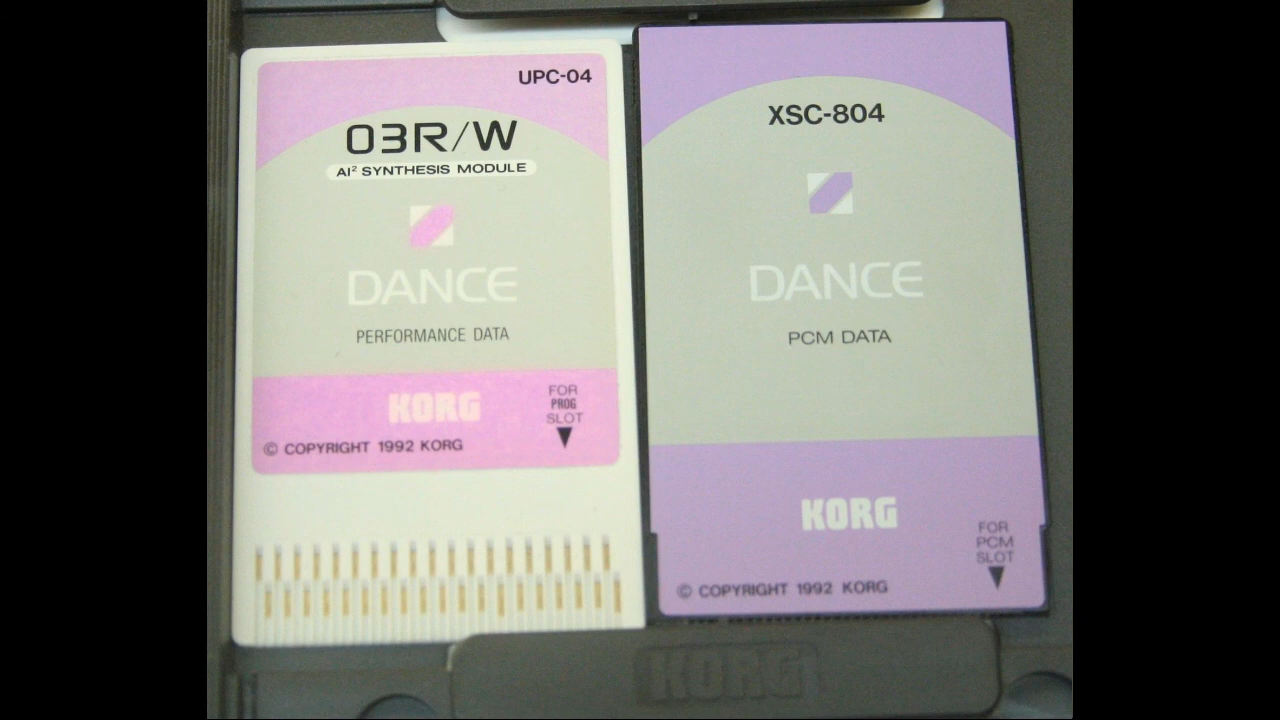 UPC-04
03R/W
AI² SYNTHESIS MODULE
DANCE
PERFORMANCE DATA
KORG
FOR
PROG
SLOT
© COPYRIGHT 1992 KORG
XSC-804
DANCE
PCM DATA
KORG
FOR
PCM
SLOT
© COPYRIGHT 1992 KORG
KORG